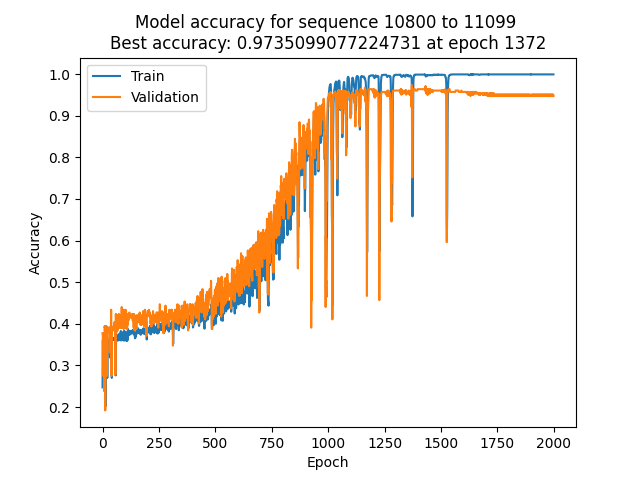 Model accuracy for sequence 10800 to 11099
Best accuracy: 0.9735099077224731 at epoch 1372
Train
Validation
1.0
0.9
0.8
0.7
0.6
0.5
0.4
0.3
0.2
Accuracy
0 250 500 750 1000 1250 1500 1750 2000
Epoch